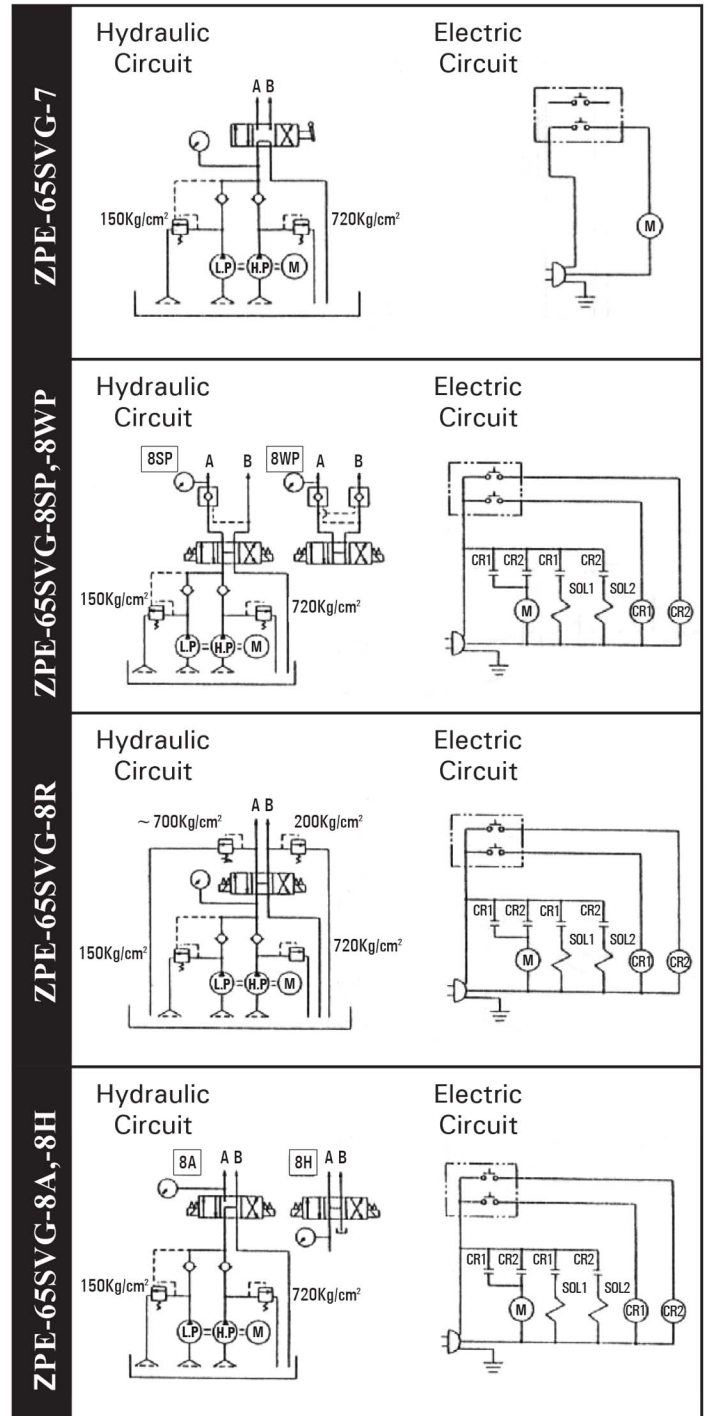 ZPE-65SVG-7
Hydraulic
Circuit
Electric
Circuit
A B
150Kg/cm²
720Kg/cm²
L.P
H.P
M
M
ZPE-65SVG-8SP,-8WP
Hydraulic
Circuit
Electric
Circuit
8SP
A
B
8WP
A
B
150Kg/cm²
720Kg/cm²
L.P
H.P
M
CR1
CR2
CR1
CR2
SOL1
SOL2
M
CR1
CR2
ZPE-65SVG-8R
Hydraulic
Circuit
Electric
Circuit
A B
~ 700Kg/cm²
200Kg/cm²
150Kg/cm²
720Kg/cm²
L.P
H.P
M
CR1
CR2
CR1
CR2
SOL1
SOL2
M
CR1
CR2
ZPE-65SVG-8A,-8H
Hydraulic
Circuit
Electric
Circuit
8A
A B
8H
A B
150Kg/cm²
720Kg/cm²
L.P
H.P
M
CR1
CR2
CR1
CR2
SOL1
SOL2
M
CR1
CR2